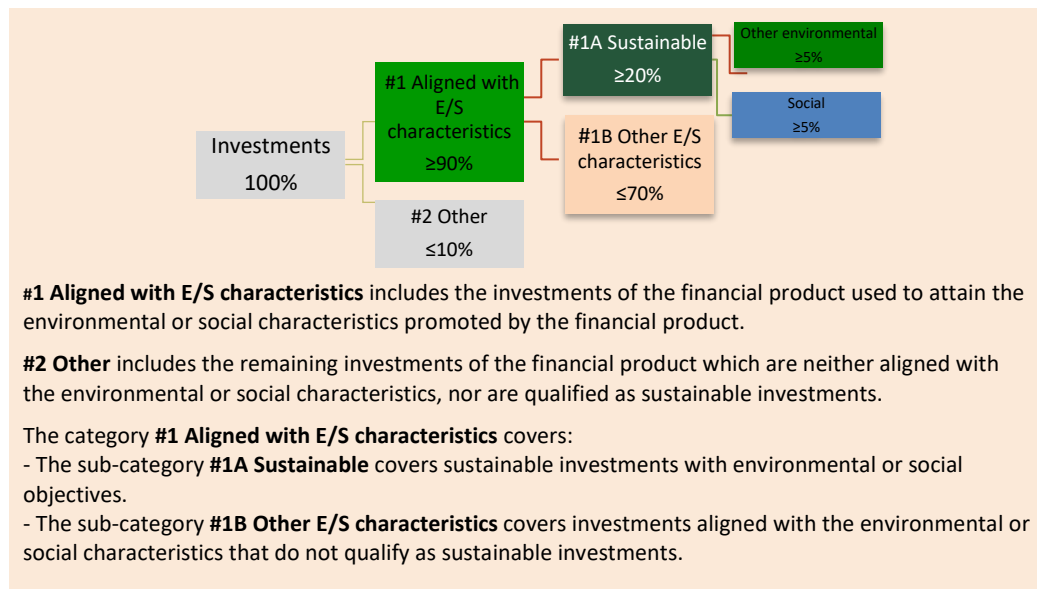 Investments
100%
#1 Aligned with
E/S
characteristics
≥90%
#2 Other
≤10%
#1A Sustainable
≥20%
#1B Other E/S
characteristics
≤70%
Other environmental
≥5%
Social
≥5%
#1 Aligned with E/S characteristics includes the investments of the financial product used to attain the
environmental or social characteristics promoted by the financial product.
#2 Other includes the remaining investments of the financial product which are neither aligned with
the environmental or social characteristics, nor are qualified as sustainable investments.
The category #1 Aligned with E/S characteristics covers:
- The sub-category #1A Sustainable covers sustainable investments with environmental or social
objectives.
- The sub-category #1B Other E/S characteristics covers investments aligned with the environmental or
social characteristics that do not qualify as sustainable investments.